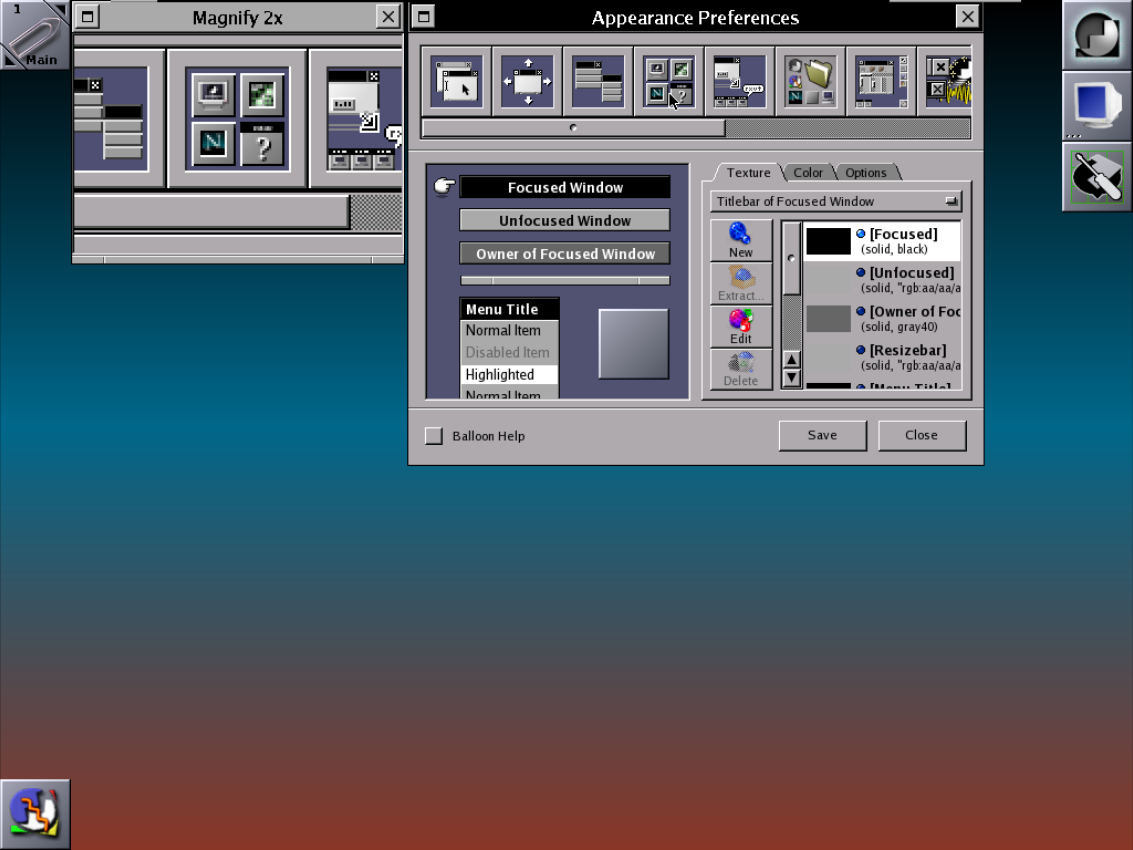 1
Main
Magnify 2x
Appearance Preferences
Focused Window
Unfocused Window
Owner of Focused Window
Menu Title
Normal Item
Disabled Item
Highlighted
Normal Item
Texture
Color
Options
Titlebar of Focused Window
New
Extract...
Edit
Delete
[Focused]
(solid, black)
[Unfocused]
(solid, "rgb:aa/aa/a
[Owner of Foc
(solid, gray40)
[Resizebar]
(solid, "rgb:aa/aa/a
[Menu Title]
Balloon Help
Save
Close